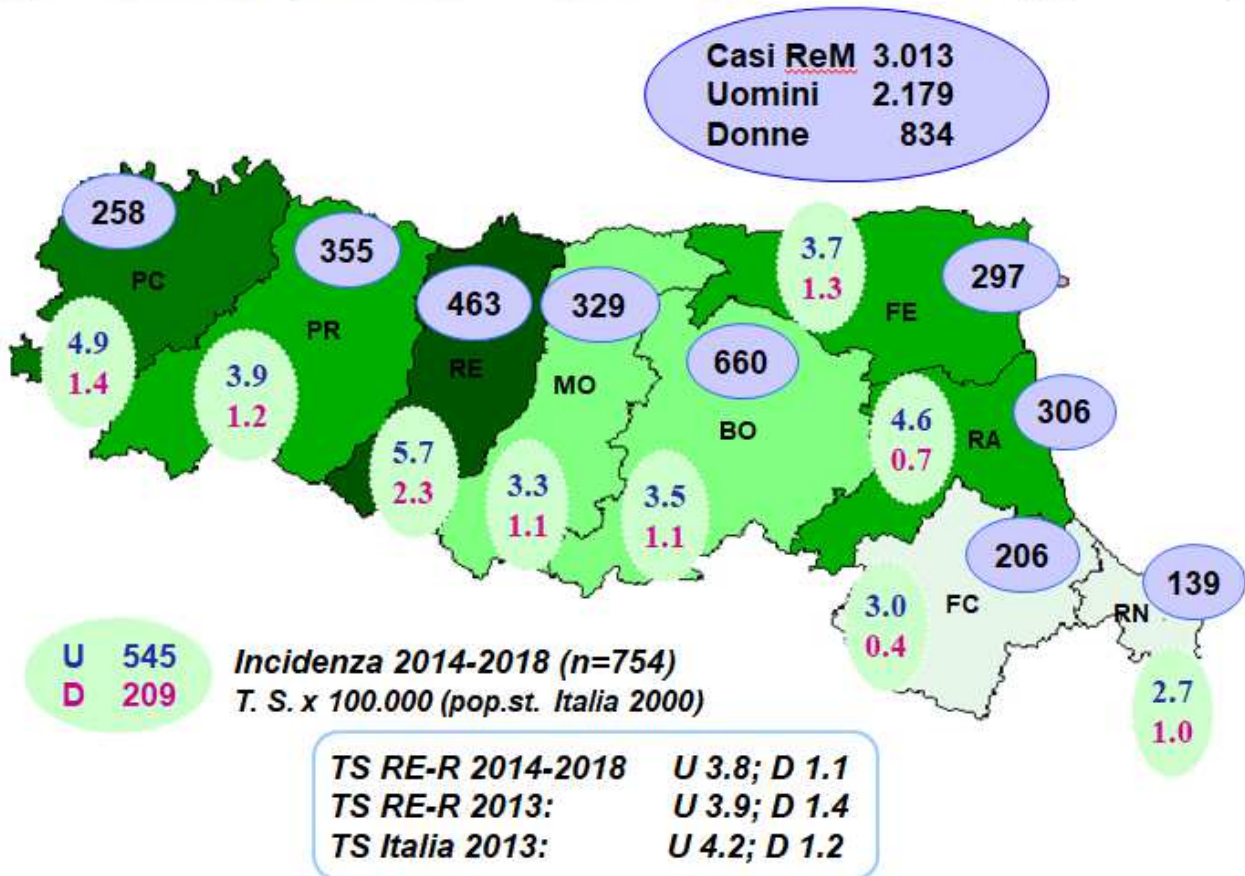 Casi ReM 3.013
Uomini 2.179
Donne 834
258
PC
4.9
1.4
355
PR
3.9
1.2
463
RE
5.7
2.3
329
MO
3.3
1.1
660
BO
3.5
1.1
3.7
1.3
297
FE
4.6
0.7
RA
306
206
FC
3.0
0.4
139
RN
2.7
1.0
U 545
D 209
Incidenza 2014-2018 (n=754)
T. S. x 100.000 (pop.st. Italia 2000)
TS RE-R 2014-2018 U 3.8; D 1.1
TS RE-R 2013: U 3.9; D 1.4
TS Italia 2013: U 4.2; D 1.2